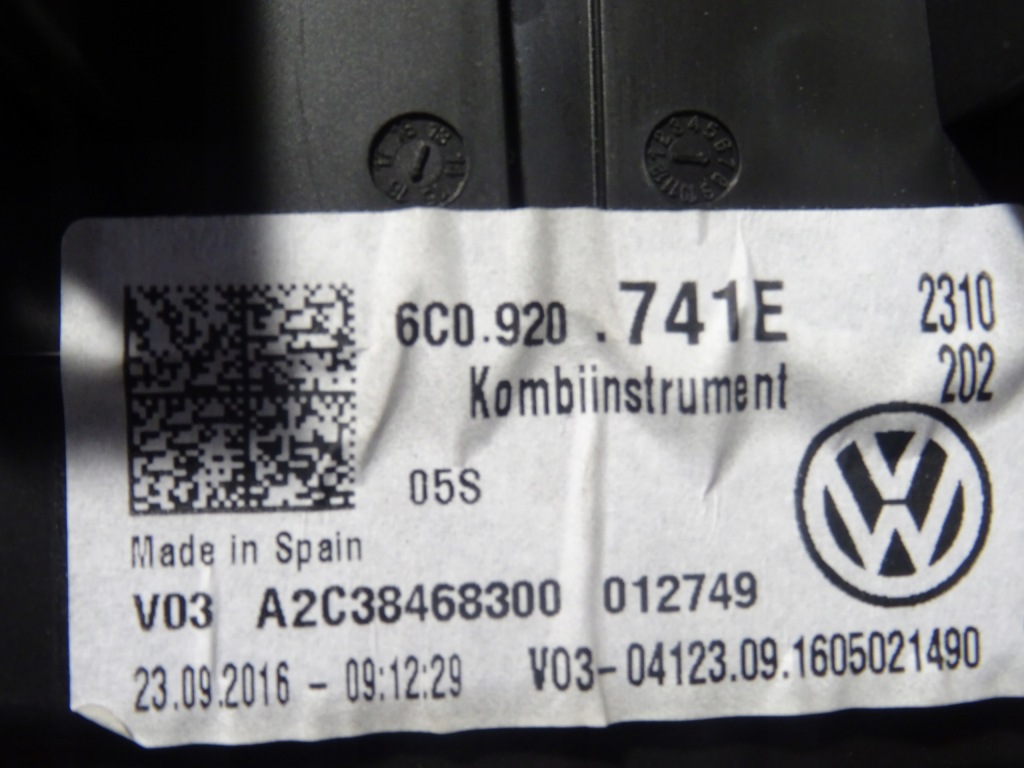 6C0.920 .741E 2310
Kombiinstrument 202
05S
Made in Spain
V03 A2C38468300 012749
23.09.2016 - 09:12:29 V03-04123.09.1605021490